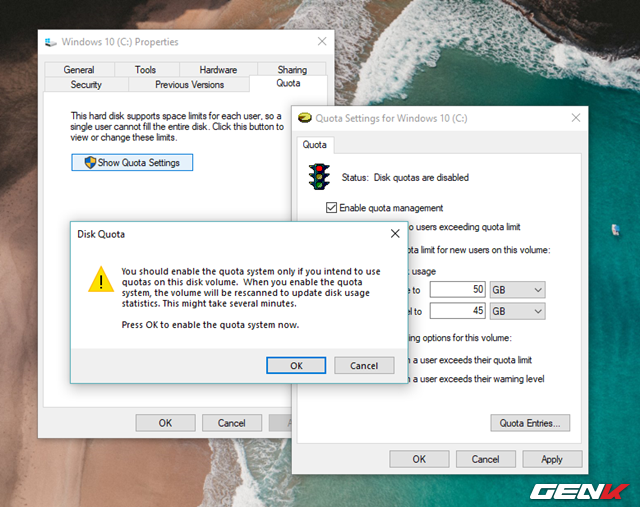 Windows 10 (C:) Properties
General
Tools
Hardware
Sharing
Security
Previous Versions
Quota
This hard disk supports space limits for each user, so a
single user cannot fill the entire disk. Click this button to
view or change these limits.
Show Quota Settings
OK
Cancel
Quota Settings for Windows 10 (C:)
Quota
Status: Disk quotas are disabled
Enable quota management
to users exceeding quota limit
limit for new users on this volume:
usage
to
50
GB
to
45
GB
options for this volume:
a user exceeds their quota limit
a user exceeds their warning level
Quota Entries...
OK
Cancel
Apply
Disk Quota
You should enable the quota system only if you intend to use
quotas on this disk volume. When you enable the quota
system, the volume will be rescanned to update disk usage
statistics. This might take several minutes.
Press OK to enable the quota system now.
OK
Cancel
GENK